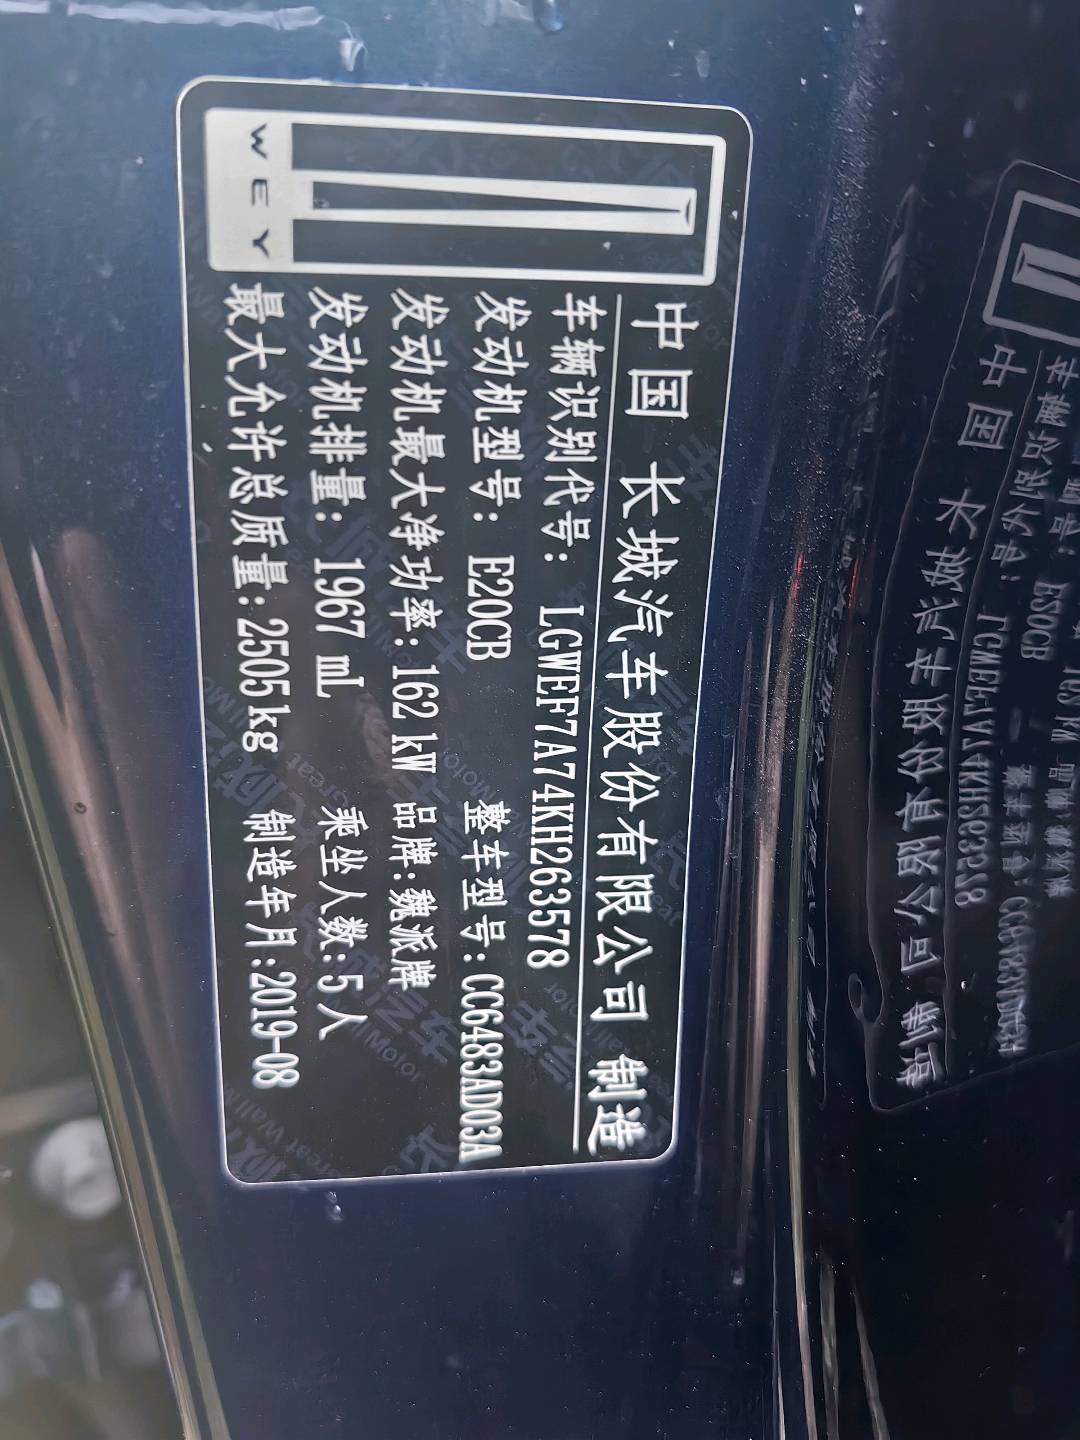 WEY
中国 长城汽车股份有限公司 制造
车辆识别代号: LGWEF7A74KH263578
发动机型号: E20CB 整车型号:CC6483AD03A
发动机最大净功率:162 kW 品牌:魏派牌
发动机排量: 1967 mL 乘坐人数:5人
最大允许总质量:2505kg 制造年月:2019-08